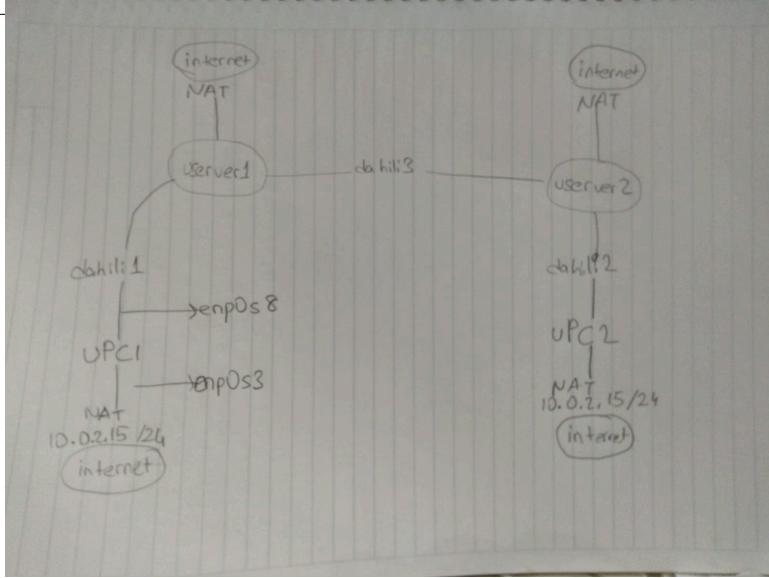 internet
NAT
userver1
dahili3
internet
NAT
userver2
dahili1
enp0s8
UPC1
enp0s3
NAT
10.0.2.15/24
internet
dahili2
UPC2
NAT
10.0.2.15/24
internet